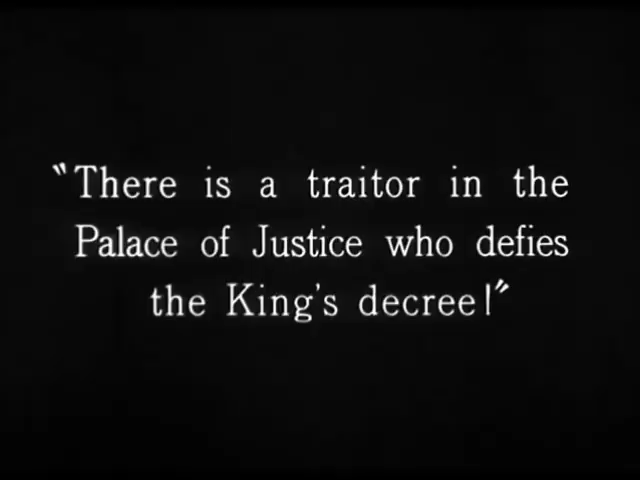 "There is a traitor in the
Palace of Justice who defies
the King's decree!"